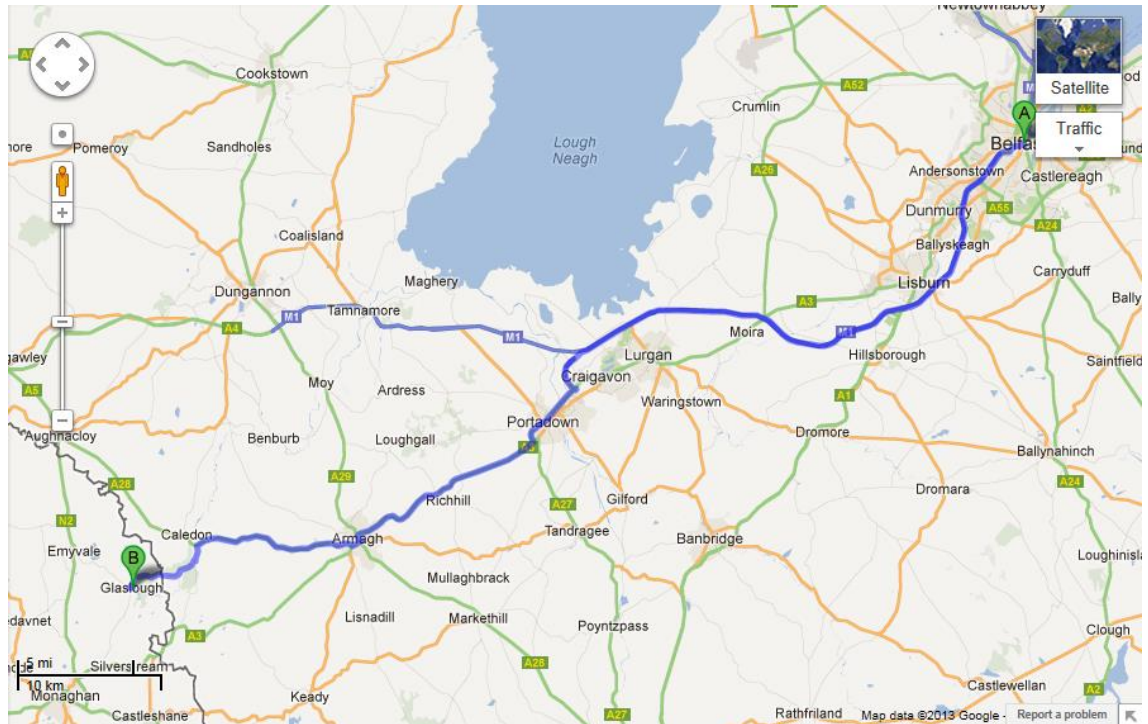 Newtownabbey
Cookstown
Satellite
A52
Crumlin
A2
Traffic
A
Belfas
Lough
Neagh
Pomeroy
Sandholes
A26
Andersonstown
Castlereagh
Dunmurry
A55
A24
Coalisland
Ballyskeagh
Maghery
Carryduff
Dungannon
Lisburn
A3
Tamnamore
M1
A4
M1
Moira
M1
Lurgan
Hillsborough
Saintfield
Craigavon
Moy
Ardress
A5
A1
Waringstown
Portadown
Aughnacloy
Benburb
Loughgall
Dromore
Ballynahinch
A28
A29
A24
Dromara
Richhill
Gilford
A27
N2
Caledon
Armagh
Tandragee
Banbridge
Emyvale
B
Glaslough
Mullaghbrack
Lisnadill
Markethill
Poyntzpass
A3
Clough
5 mi
Silverstream
A28
10 km
Monaghan
Keady
Castlewellan
A2
Castleshane
A27
Rathfriland
Map data ©2013 Google -
Report a problem